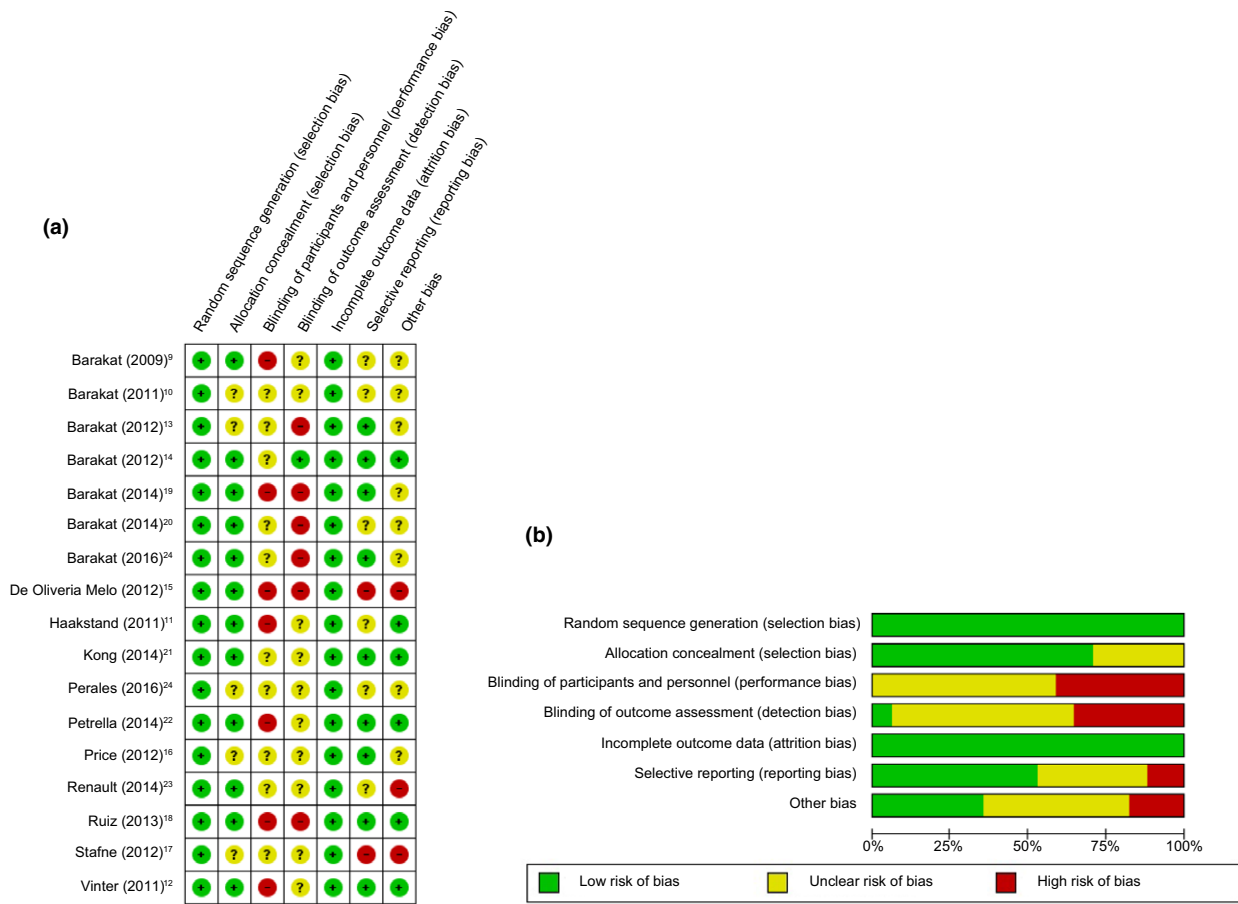 (a)
Random sequence generation (selection bias)
Allocation concealment (selection bias)
Blinding of participants and personnel (performance bias)
Blinding of outcome assessment (detection bias)
Incomplete outcome data (attrition bias)
Selective reporting (reporting bias)
Other bias
Barakat (2009)⁹ + + - ? + ? ?
Barakat (2011)¹⁰ + ? ? ? + ? ?
Barakat (2012)¹³ + ? ? - + + ?
Barakat (2012)¹⁴ + + ? + + + +
Barakat (2014)¹⁹ + + - - + + ?
Barakat (2014)²⁰ + + ? - + ? ?
Barakat (2016)²⁴ + + ? - + + ?
De Oliveria Melo (2012)¹⁵ + + - - + - -
Haakstand (2011)¹¹ + + - ? + ? +
Kong (2014)²¹ + + ? ? + + +
Perales (2016)²⁴ + ? ? ? + ? ?
Petrella (2014)²² + + - ? + + +
Price (2012)¹⁶ + ? ? ? + + ?
Renault (2014)²³ + + ? ? + ? -
Ruiz (2013)¹⁸ + + - - + + +
Stafne (2012)¹⁷ + ? ? ? + - -
Vinter (2011)¹² + + - ? + + +
(b)
Random sequence generation (selection bias)
Allocation concealment (selection bias)
Blinding of participants and personnel (performance bias)
Blinding of outcome assessment (detection bias)
Incomplete outcome data (attrition bias)
Selective reporting (reporting bias)
Other bias
0% 25% 50% 75% 100%
Low risk of bias Unclear risk of bias High risk of bias